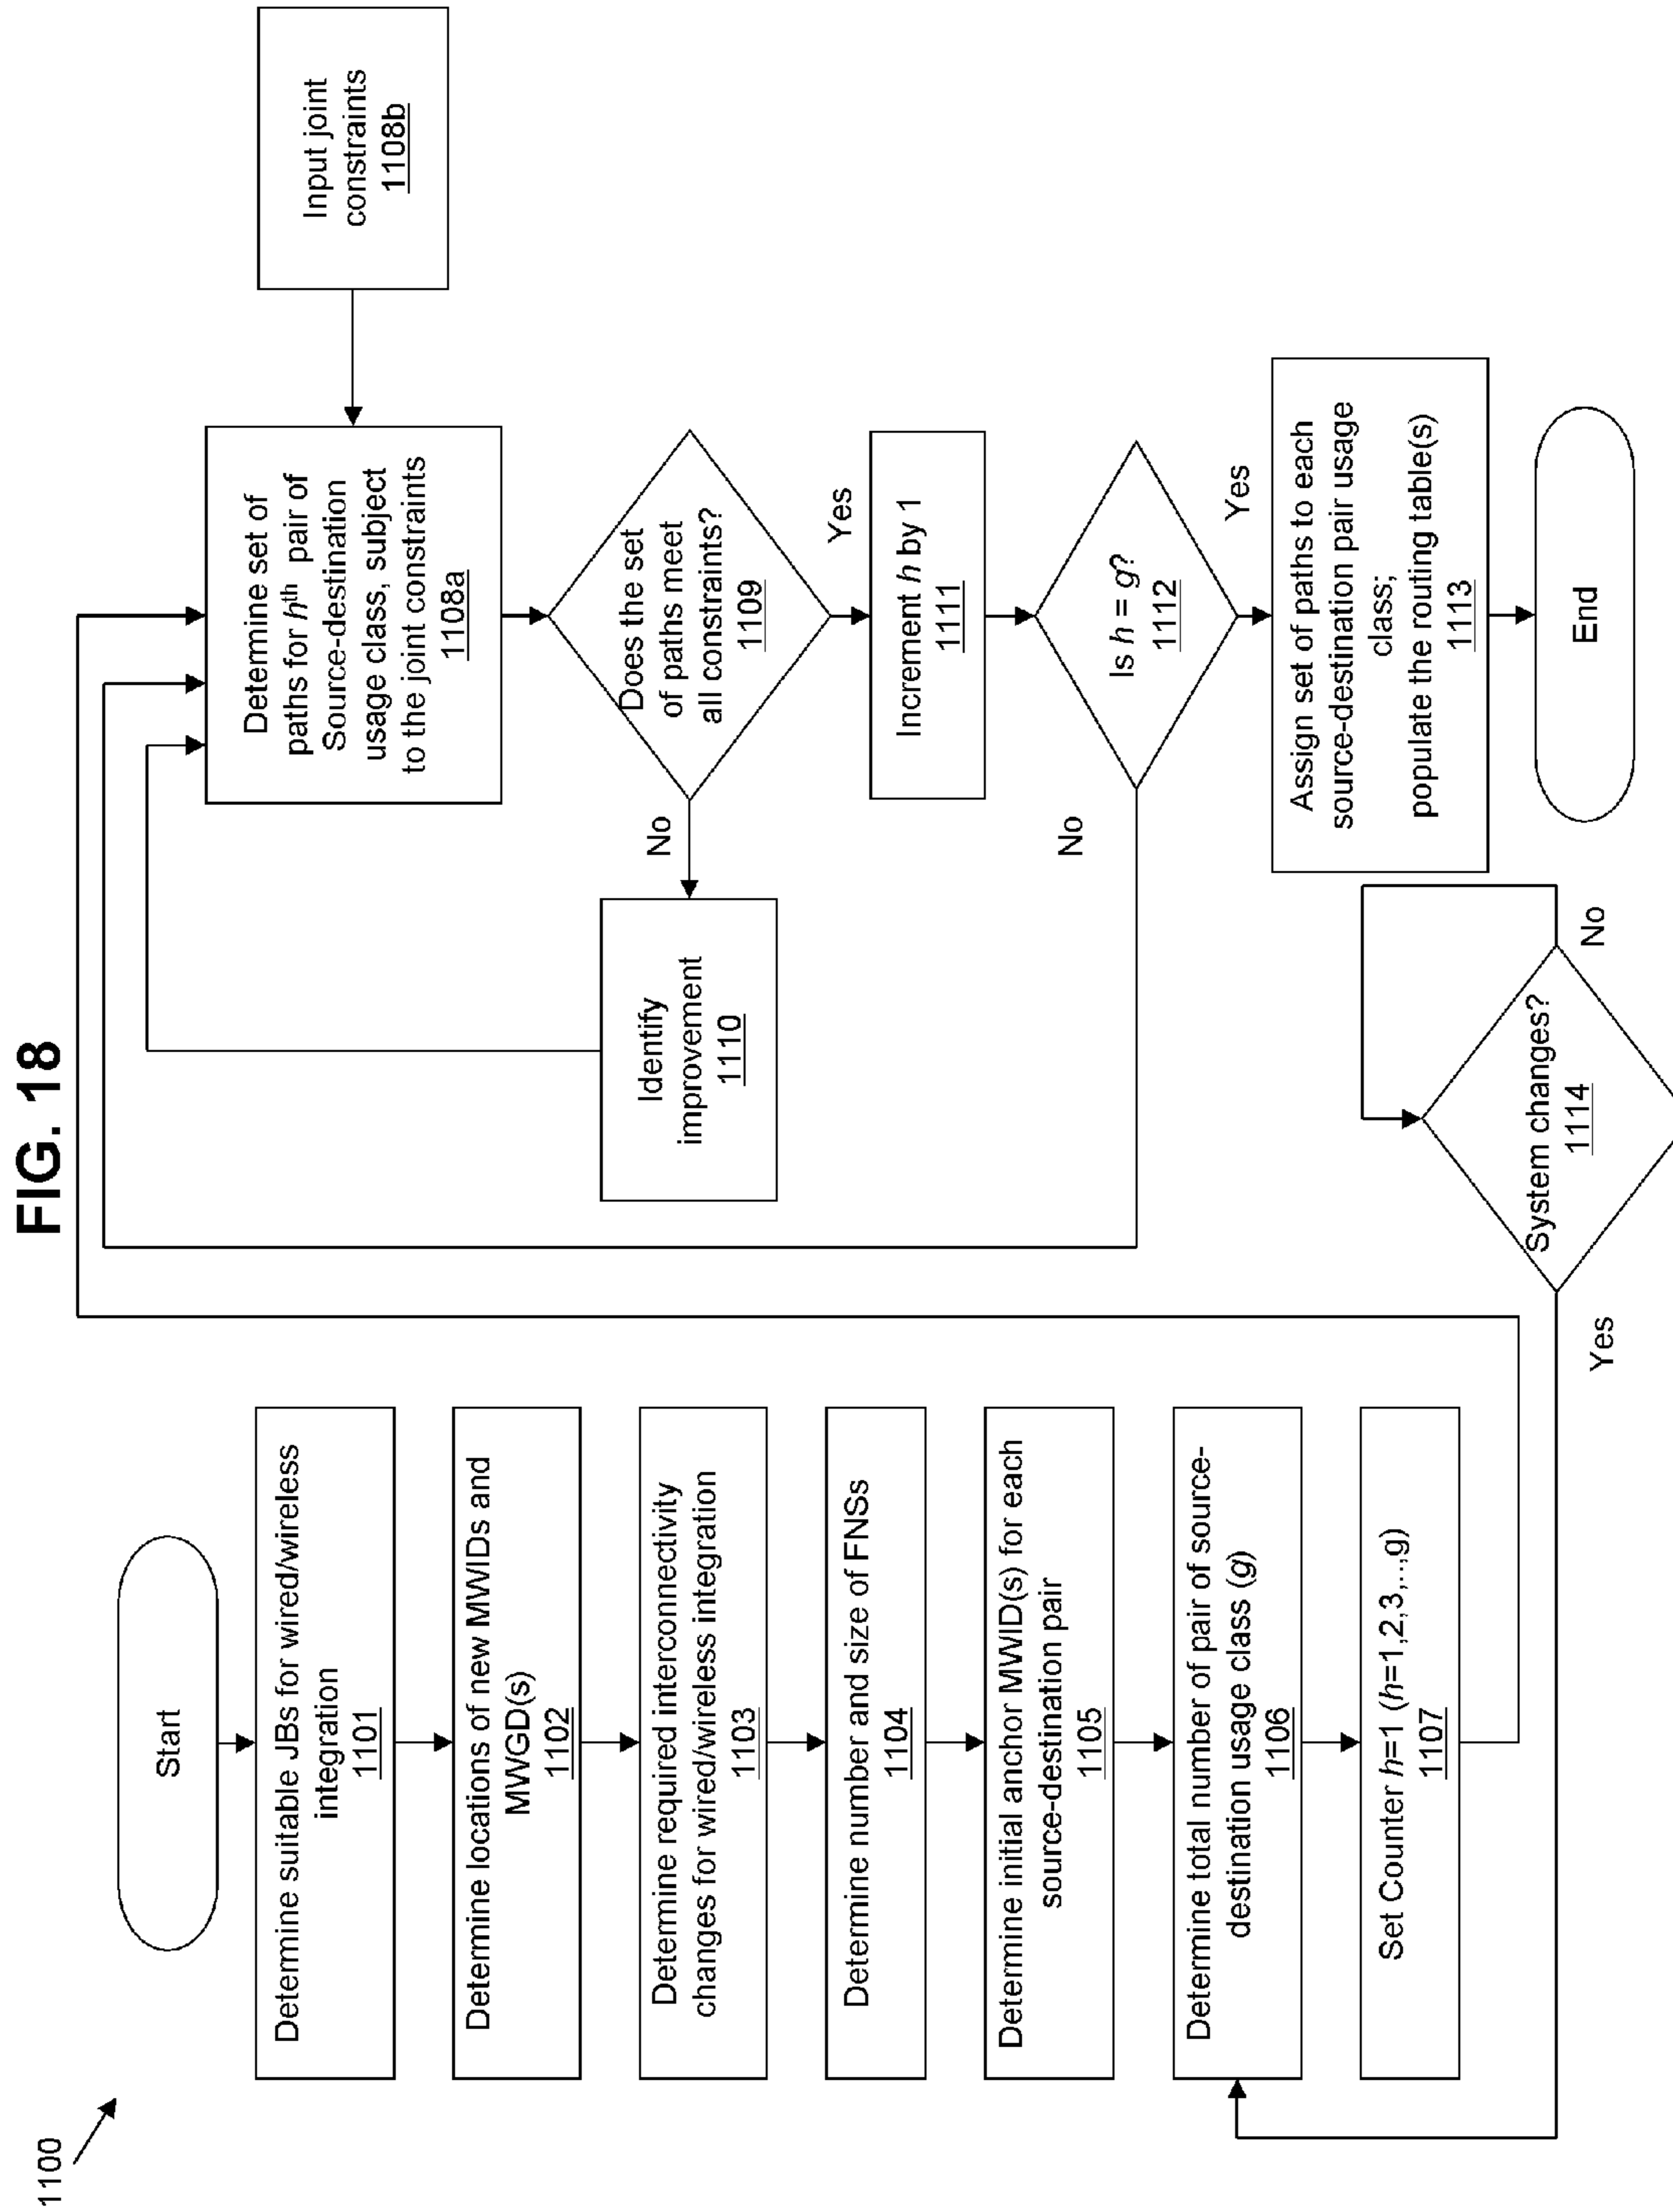 FIG. 18
1100
Start
Determine suitable JBs for wired/wireless
integration
1101
Determine locations of new MWIDs and
MWGD(s)
1102
Determine required interconnectivity
changes for wired/wireless integration
1103
Determine number and size of FNSs
1104
Determine initial anchor MWID(s) for each
source-destination pair
1105
Determine total number of pair of source-
destination usage class (g)
1106
Set Counter h=1 (h=1,2,3,..,g)
1107
Input joint
constraints
1108b
Determine set of
paths for hth pair of
Source-destination
usage class, subject
to the joint constraints
1108a
Does the set
of paths meet
all constraints?
1109
No
Yes
Identify
improvement
1110
Increment h by 1
1111
Is h = g?
1112
No
Yes
Assign set of paths to each
source-destination pair usage
class;
populate the routing table(s)
1113
End
System changes?
1114
No
Yes